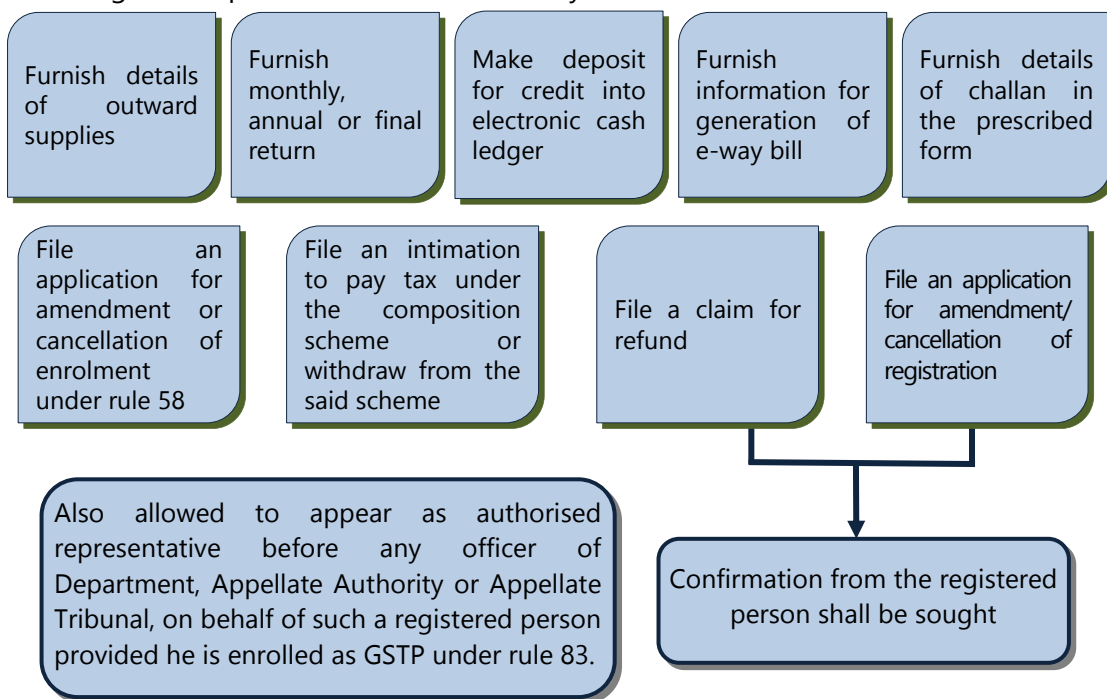 Furnish details
of outward
supplies
Furnish
monthly,
annual or final
return
Make deposit
for credit into
electronic cash
ledger
Furnish
information for
generation of
e-way bill
Furnish details
of challan in
the prescribed
form
File an
application for
amendment or
cancellation of
enrolment
under rule 58
File an intimation
to pay tax under
the composition
scheme or
withdraw from the
said scheme
File a claim for
refund
File an application
for amendment/
cancellation of
registration
Also allowed to appear as authorised
representative before any officer of
Department, Appellate Authority or Appellate
Tribunal, on behalf of such a registered person
provided he is enrolled as GSTP under rule 83.
Confirmation from the registered
person shall be sought